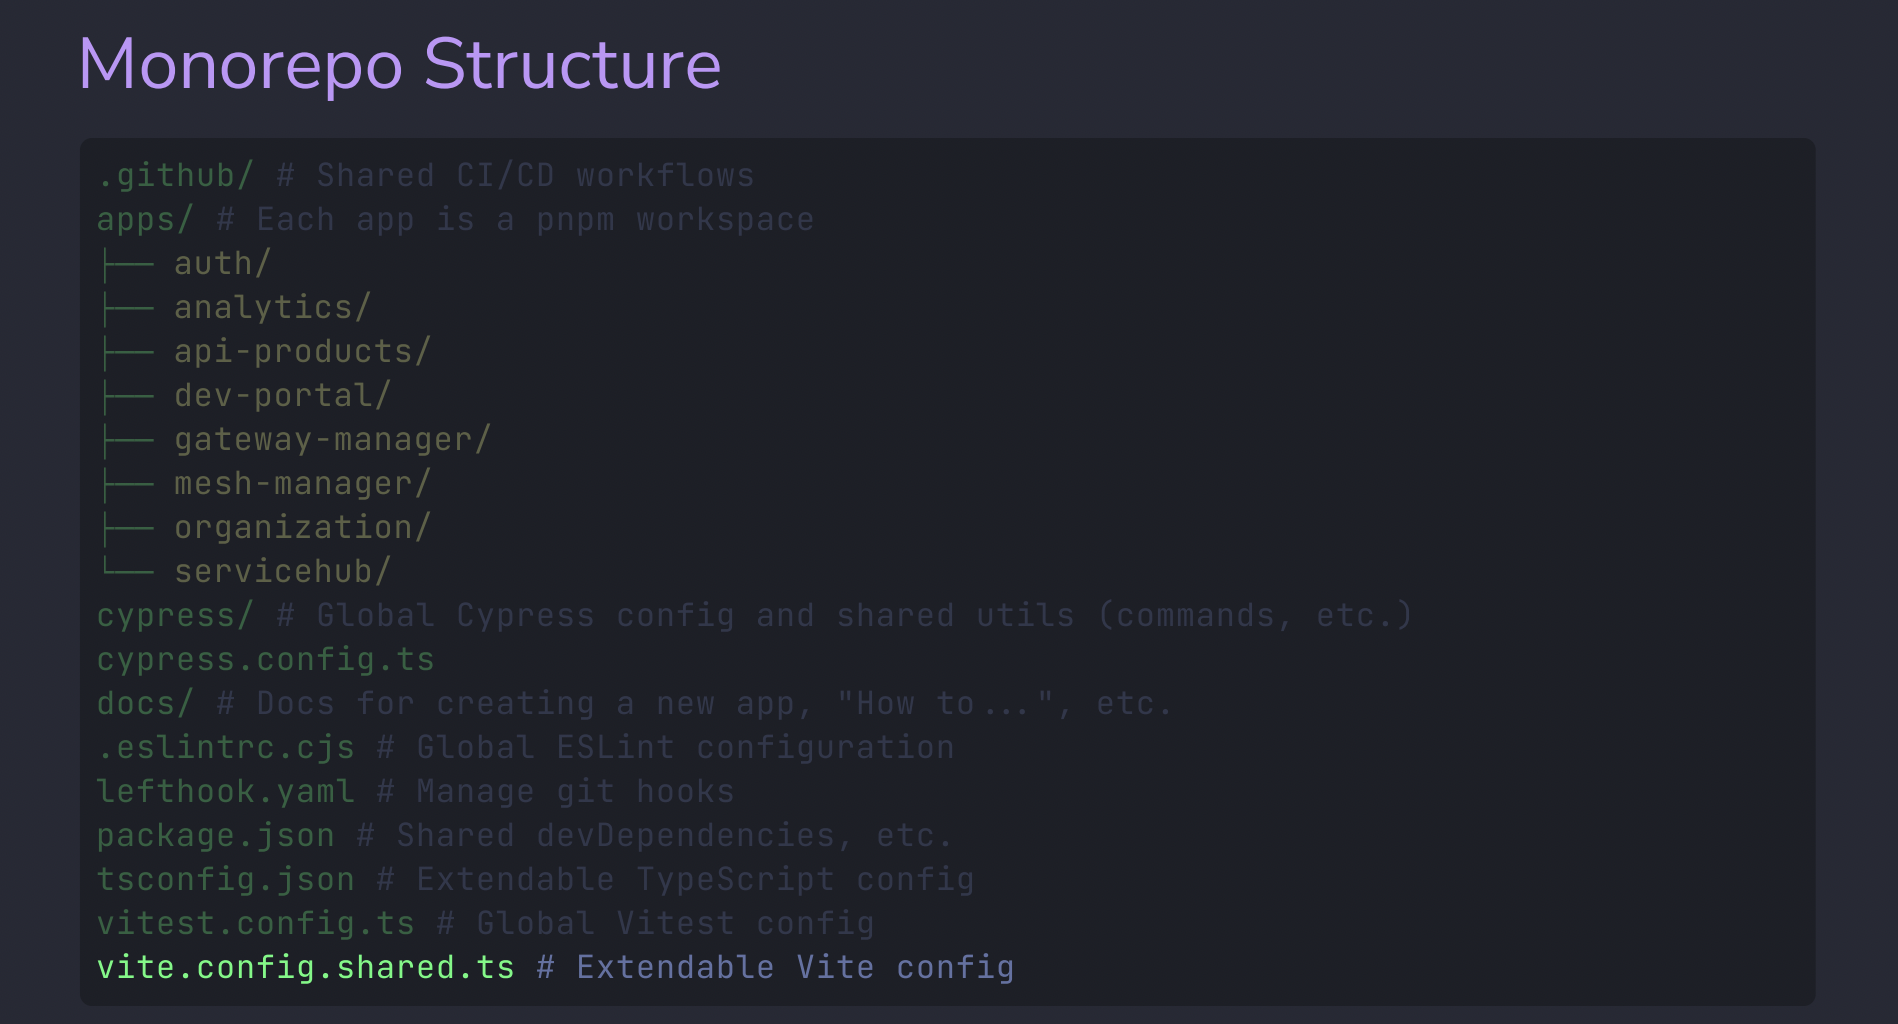 Monorepo Structure
.github/ # Shared CI/CD workflows
apps/ # Each app is a pnpm workspace
├── auth/
├── analytics/
├── api-products/
├── dev-portal/
├── gateway-manager/
├── mesh-manager/
├── organization/
└── servicehub/
cypress/ # Global Cypress config and shared utils (commands, etc.)
cypress.config.ts
docs/ # Docs for creating a new app, "How to...", etc.
.eslintrc.cjs # Global ESLint configuration
lefthook.yaml # Manage git hooks
package.json # Shared devDependencies, etc.
tsconfig.json # Extendable TypeScript config
vitest.config.ts # Global Vitest config
vite.config.shared.ts # Extendable Vite config